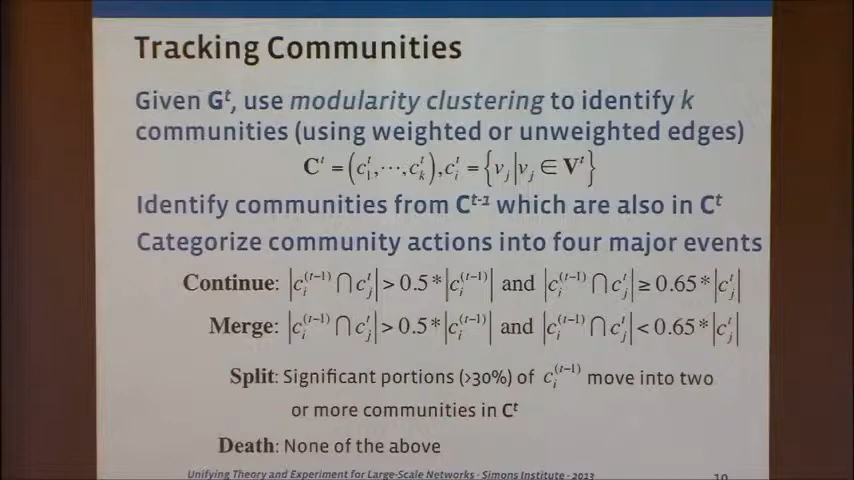 Tracking Communities
Given Gᵗ, use modularity clustering to identify k
communities (using weighted or unweighted edges)
Cᵗ = (c₁ᵗ,⋯,cₖᵗ), cᵢᵗ = {vⱼ|vⱼ ∈ Vᵗ}
Identify communities from Cᵗ⁻¹ which are also in Cᵗ
Categorize community actions into four major events
Continue: |cᵢ⁽ᵗ⁻¹⁾ ⋂ cⱼᵗ| > 0.5 * |cᵢ⁽ᵗ⁻¹⁾| and |cᵢ⁽ᵗ⁻¹⁾ ⋂ cⱼᵗ| ≥ 0.65 * |cⱼᵗ|
Merge: |cᵢ⁽ᵗ⁻¹⁾ ⋂ cⱼᵗ| > 0.5 * |cᵢ⁽ᵗ⁻¹⁾| and |cᵢ⁽ᵗ⁻¹⁾ ⋂ cⱼᵗ| < 0.65 * |cⱼᵗ|
Split: Significant portions (>30%) of cᵢ⁽ᵗ⁻¹⁾ move into two
or more communities in Cᵗ
Death: None of the above
Unifying Theory and Experiment for Large-Scale Networks · Simons Institute · 2013 10